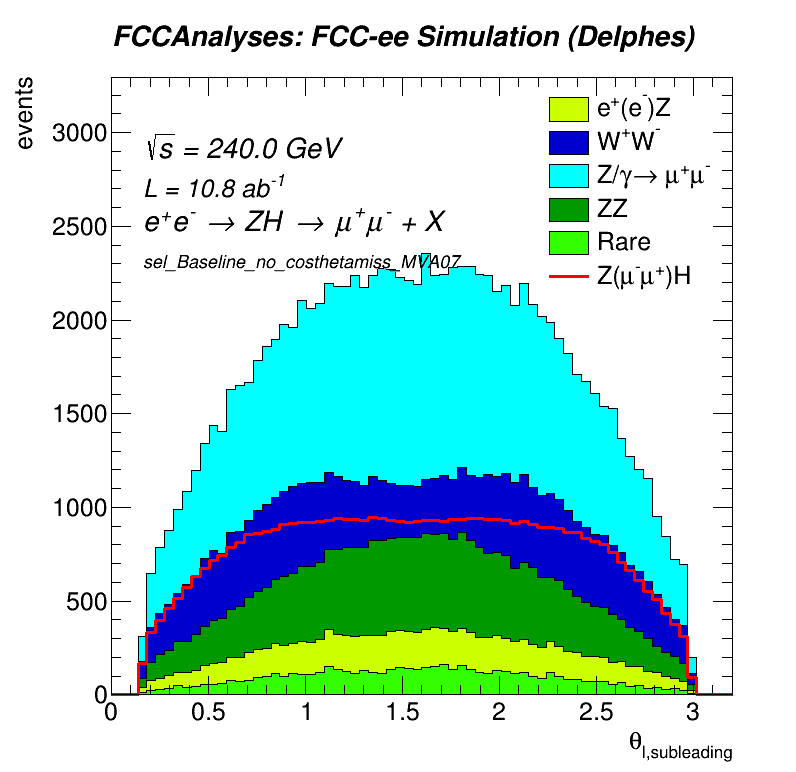 FCCAnalyses: FCC-ee Simulation (Delphes)
events
√s = 240.0 GeV
L = 10.8 ab⁻¹
e⁺e⁻ → ZH → μ⁺μ⁻ + X
sel_Baseline_no_costhetamiss_MVA07
e⁺(e⁻)Z
W⁺W⁻
Z/γ→ μ⁺μ⁻
ZZ
Rare
Z(μ⁻μ⁺)H
3000
2500
2000
1500
1000
500
0
0 0.5 1 1.5 2 2.5 3
θl,subleading